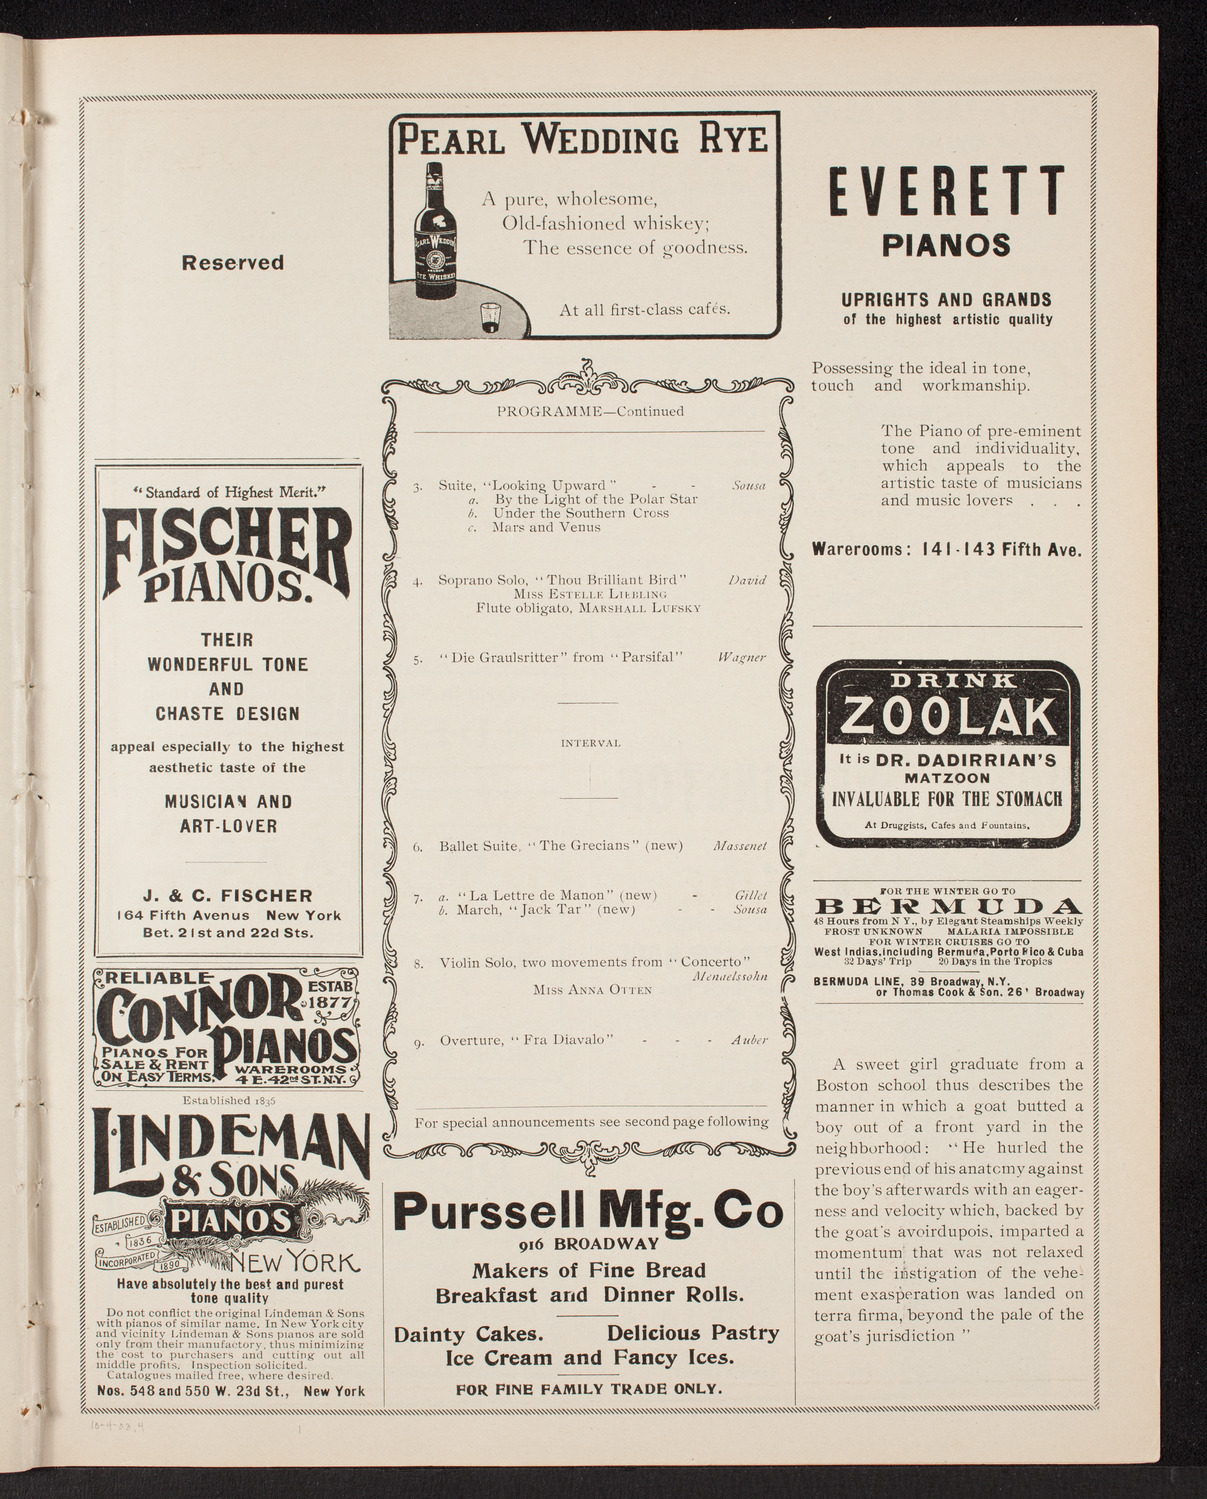 Reserved
"Standard of Highest Merit."
FISCHER
PIANOS.
THEIR
WONDERFUL TONE
AND
CHASTE DESIGN
appeal especially to the highest
aesthetic taste of the
MUSICIAN AND
ART-LOVER
J. & C. FISCHER
164 Fifth Avenue New York
Bet. 21st and 22d Sts.
RELIABLE
CONNOR
ESTAB
1877
PIANOS
PIANOS FOR
SALE & RENT
ON EASY TERMS.
WAREROOMS
4 E. 42nd ST. N.Y.
Established 1836
LINDEMAN
& SONS
PIANOS
ESTABLISHED
1836
INCORPORATED
1890
NEW YORK
Have absolutely the best and purest
tone quality
Do not conflict the original Lindeman & Sons
with pianos of similar name. In New York city
and vicinity Lindeman & Sons pianos are sold
only from their manufactory, thus minimizing
the cost to purchasers and cutting out all
middle profits. Inspection solicited.
Catalogues mailed free, where desired.
Nos. 548 and 550 W. 23d St., New York
PEARL WEDDING RYE
A pure, wholesome,
Old-fashioned whiskey;
The essence of goodness.
At all first-class cafés.
PEARL WEDDING
RYE WHISKEY
PROGRAMME—Continued
3. Suite, "Looking Upward" - - Sousa
a. By the Light of the Polar Star
b. Under the Southern Cross
c. Mars and Venus
4. Soprano Solo, "Thou Brilliant Bird" David
MISS ESTELLE LIEBLING
Flute obligato, MARSHALL LUFSKY
5. "Die Graulsritter" from "Parsifal" Wagner
INTERVAL
6. Ballet Suite, "The Grecians" (new) Massenet
7. a. "La Lettre de Manon" (new) - Gillet
b. March, "Jack Tar" (new) - - Sousa
8. Violin Solo, two movements from "Concerto"
Mendelssohn
MISS ANNA OTTEN
9. Overture, "Fra Diavalo" - - - Auber
For special announcements see second page following
Purssell Mfg. Co
916 BROADWAY
Makers of Fine Bread
Breakfast and Dinner Rolls.
Dainty Cakes. Delicious Pastry
Ice Cream and Fancy Ices.
FOR FINE FAMILY TRADE ONLY.
EVERETT
PIANOS
UPRIGHTS AND GRANDS
of the highest artistic quality
Possessing the ideal in tone,
touch and workmanship.
The Piano of pre-eminent
tone and individuality,
which appeals to the
artistic taste of musicians
and music lovers . . .
Warerooms: 141-143 Fifth Ave.
DRINK
ZOOLAK
It is DR. DADIRRIAN'S
MATZOON
INVALUABLE FOR THE STOMACH
At Druggists, Cafes and Fountains.
FOR THE WINTER GO TO
BERMUDA
48 Hours from N Y., by Elegant Steamships Weekly
FROST UNKNOWN MALARIA IMPOSSIBLE
FOR WINTER CRUISES GO TO
West Indias, including Bermuda, Porto Rico & Cuba
32 Days' Trip 20 Days in the Tropics
BERMUDA LINE, 39 Broadway, N.Y.
or Thomas Cook & Son, 26' Broadway
A sweet girl graduate from a
Boston school thus describes the
manner in which a goat butted a
boy out of a front yard in the
neighborhood: "He hurled the
previous end of his anatomy against
the boy's afterwards with an eager-
ness and velocity which, backed by
the goat's avoirdupois, imparted a
momentum that was not relaxed
until the instigation of the vehe-
ment exasperation was landed on
terra firma, beyond the pale of the
goat's jurisdiction"